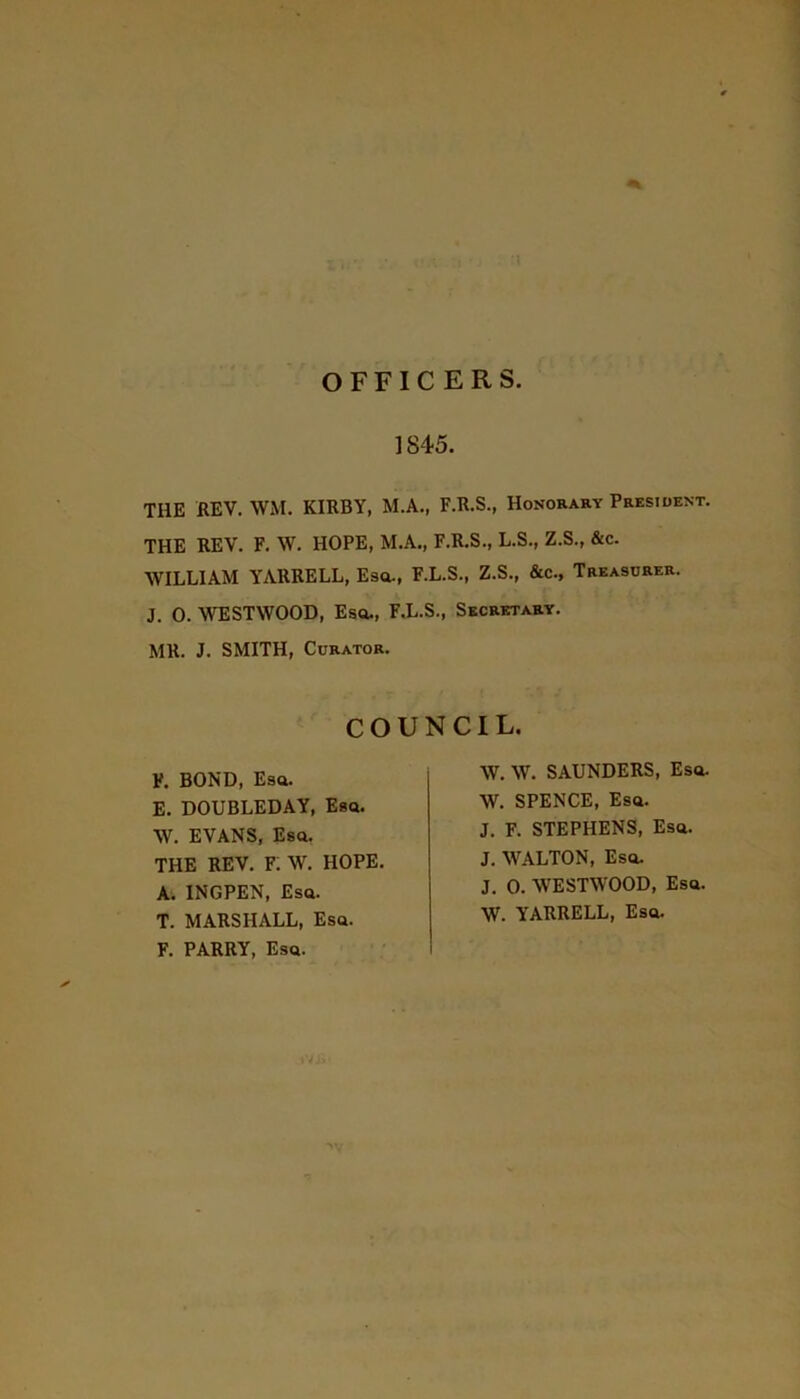 OFFICERS.
1845.
THE REV. WM. KIRBY, M.A., F.R.S., HONORARY PRESIDENT.
THE REV. F. W. HOPE, M.A., F.R.S., L.S., Z.S., &c.
WILLIAM YARRELL, ESQ., F.L.S., Z.S., &c., TREASURER.
J. O. WESTWOOD, ESQ., F.L.S., SECRETARY.
MR. J. SMITH, CURATOR.
COUNCIL.
F. BOND, ESQ.
E. DOUBLEDAY, ESQ.
W. EVANS, ESQ.
THE REV. F. W. HOPE.
A. INGPEN, ESQ.
T. MARSHALL, ESQ.
F. PARRY, ESQ.
W. W. SAUNDERS, ESQ.
W. SPENCE, ESQ.
J. F. STEPHENS, ESQ.
J. WALTON, ESQ.
J. O. WESTWOOD, ESQ.
W. YARRELL, ESQ.